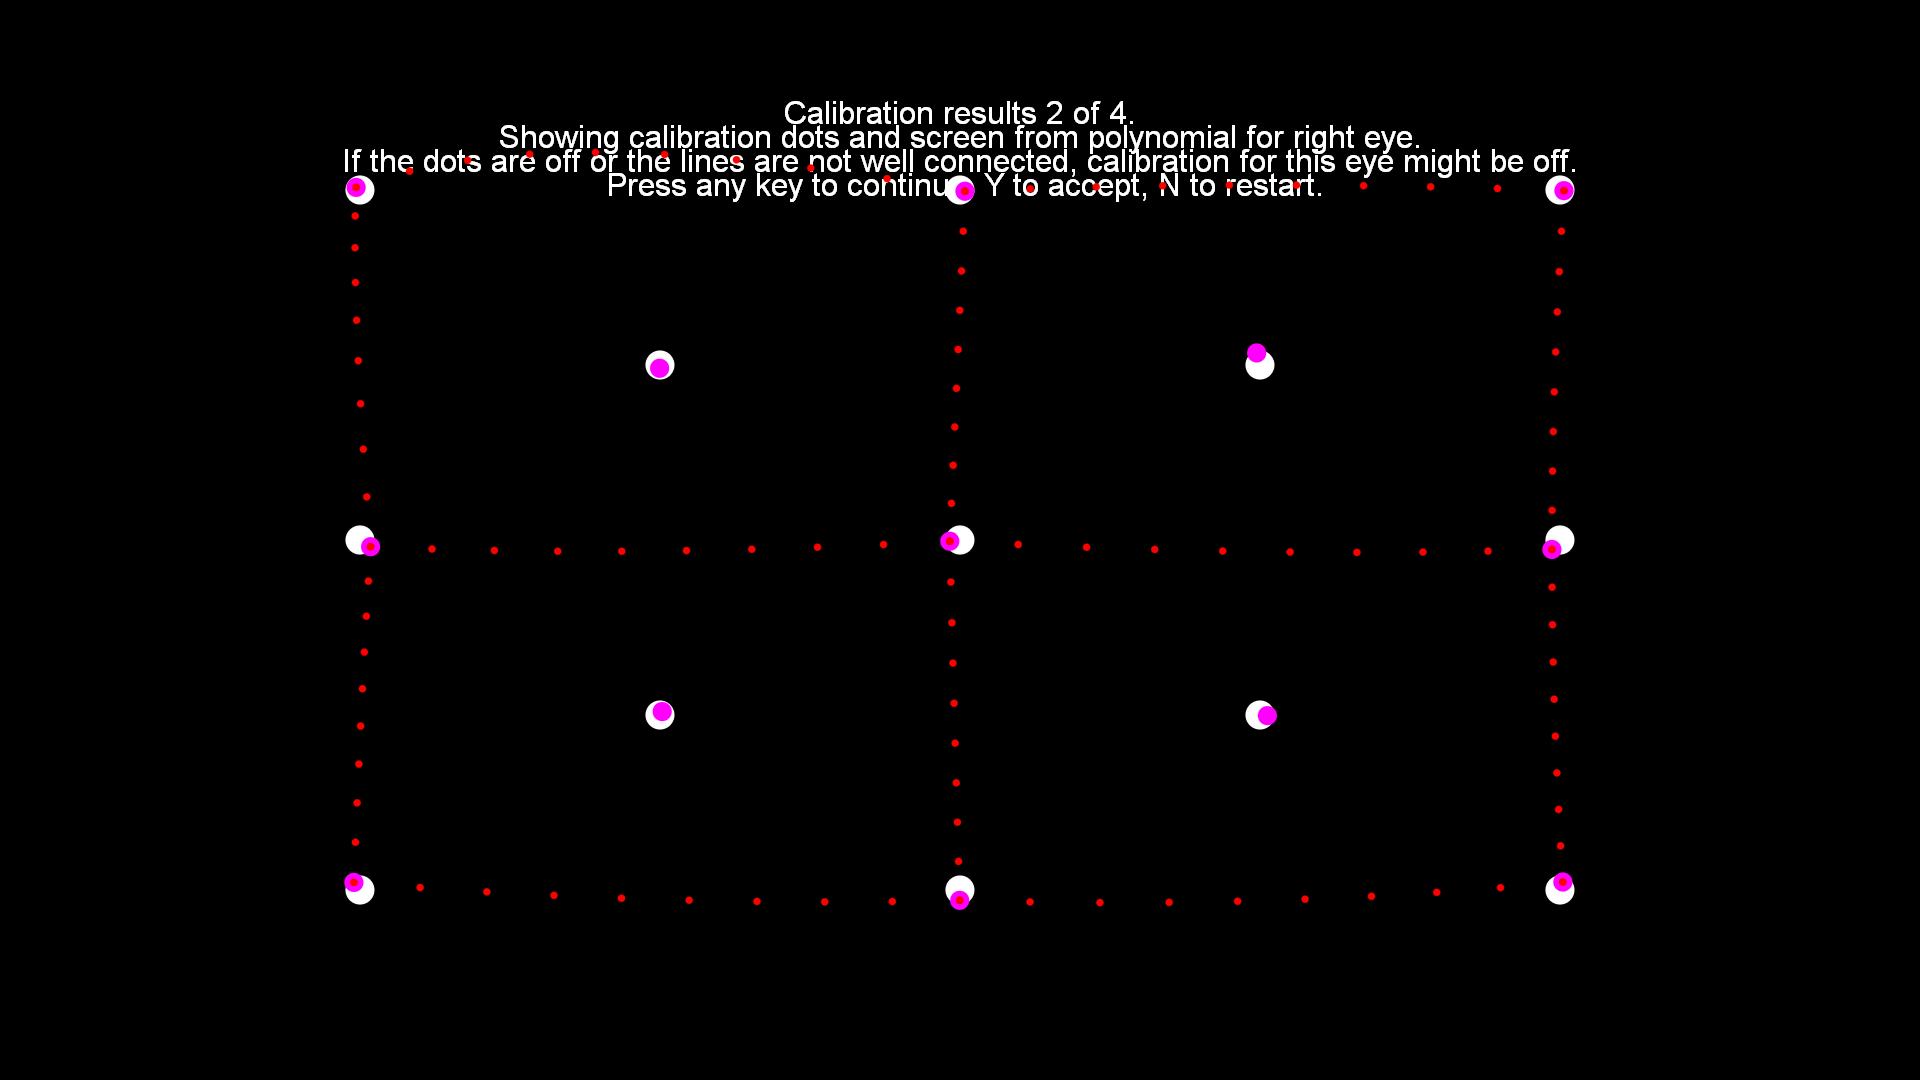 Calibration results 2 of 4.
Showing calibration dots and screen from polynomial for right eye.
If the dots are off or the lines are not well connected, calibration for this eye might be off.
Press any key to continue, Y to accept, N to restart.